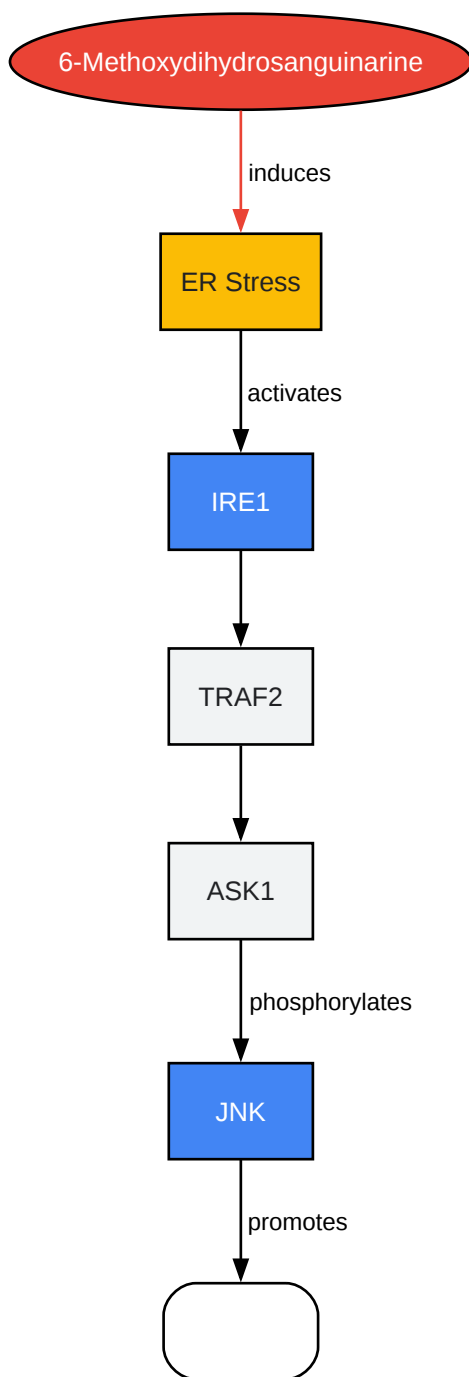 6-Methoxydihydrosanguinarine
induces
ER Stress
activates
IRE1
TRAF2
ASK1
phosphorylates
JNK
promotes